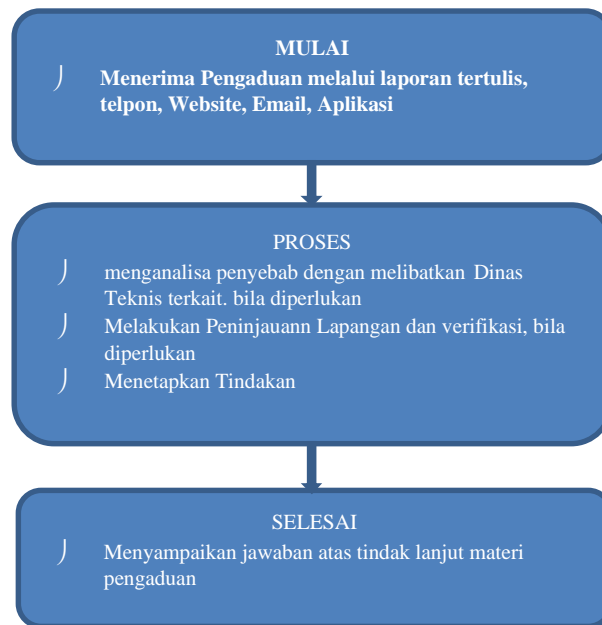 MULAI
Menerima Pengaduan melalui laporan tertulis,
telpon, Website, Email, Aplikasi
PROSES
menganalisa penyebab dengan melibatkan Dinas
Teknis terkait. bila diperlukan
Melakukan Peninjauann Lapangan dan verifikasi, bila
diperlukan
Menetapkan Tindakan
SELESAI
Menyampaikan jawaban atas tindak lanjut materi
pengaduan